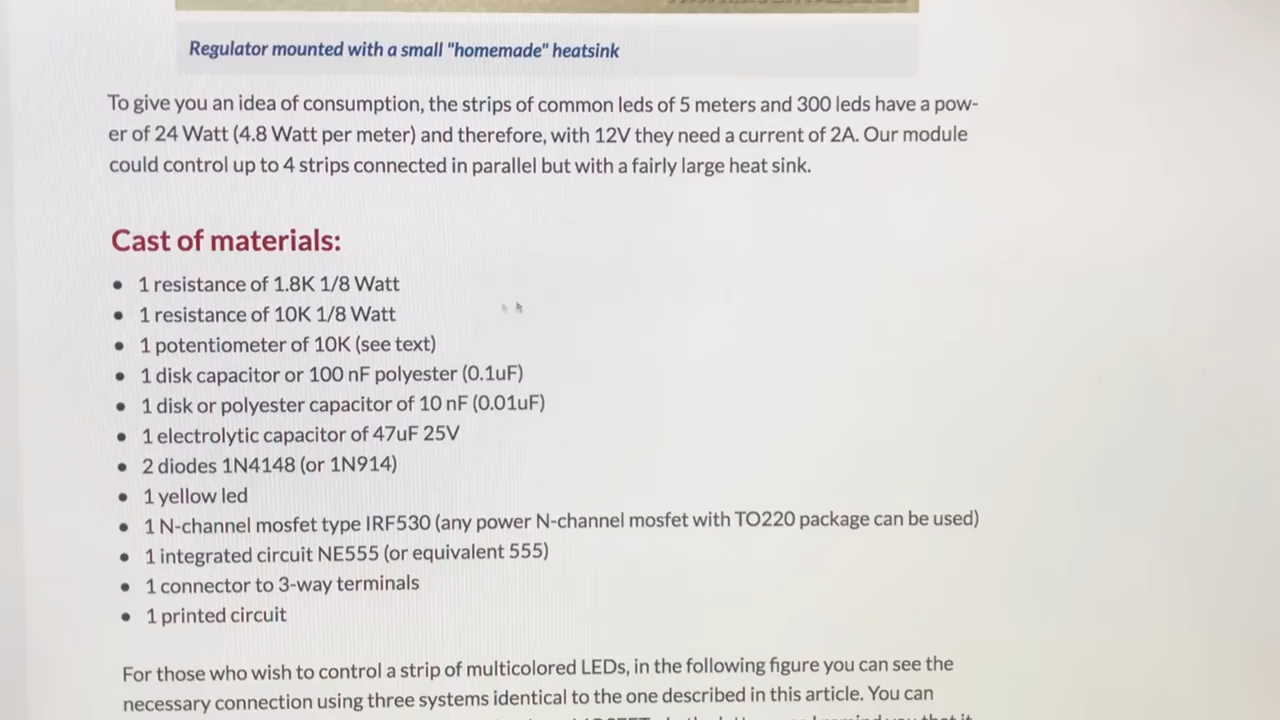 Regulator mounted with a small "homemade" heatsink
To give you an idea of consumption, the strips of common leds of 5 meters and 300 leds have a pow-
er of 24 Watt (4.8 Watt per meter) and therefore, with 12V they need a current of 2A. Our module
could control up to 4 strips connected in parallel but with a fairly large heat sink.
Cast of materials:
• 1 resistance of 1.8K 1/8 Watt
• 1 resistance of 10K 1/8 Watt
• 1 potentiometer of 10K (see text)
• 1 disk capacitor or 100 nF polyester (0.1uF)
• 1 disk or polyester capacitor of 10 nF (0.01uF)
• 1 electrolytic capacitor of 47uF 25V
• 2 diodes 1N4148 (or 1N914)
• 1 yellow led
• 1 N-channel mosfet type IRF530 (any power N-channel mosfet with TO220 package can be used)
• 1 integrated circuit NE555 (or equivalent 555)
• 1 connector to 3-way terminals
• 1 printed circuit
For those who wish to control a strip of multicolored LEDs, in the following figure you can see the
necessary connection using three systems identical to the one described in this article. You can